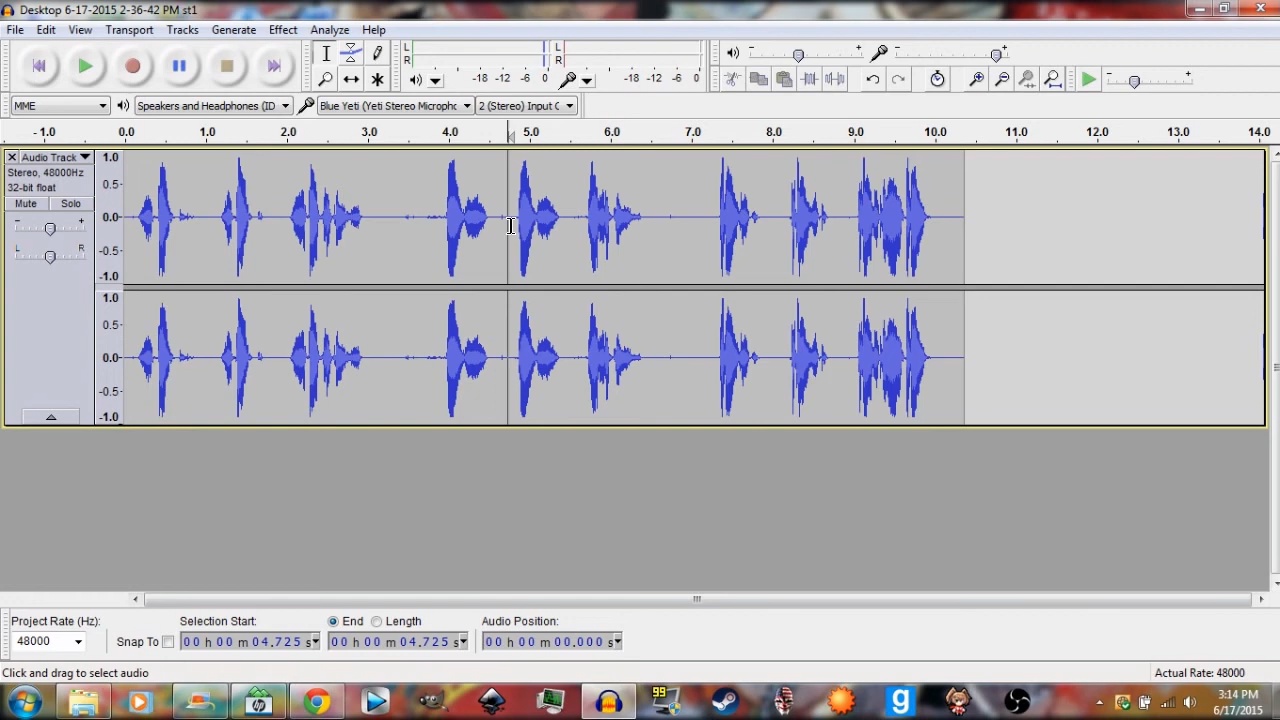 Desktop 6-17-2015 2-36-42 PM st1
File Edit View Transport Tracks Generate Effect Analyze Help
L
R
-18 -12 -6 0
L
R
-18 -12 -6 0
MME
Speakers and Headphones (ID
Blue Yeti (Yeti Stereo Microphc
2 (Stereo) Input C
- 1.0 0.0 1.0 2.0 3.0 4.0 5.0 6.0 7.0 8.0 9.0 10.0 11.0 12.0 13.0 14.0
Audio Track
Stereo, 48000Hz
32-bit float
Mute Solo
- +
L R
1.0
0.5
0.0
-0.5
-1.0
1.0
0.5
0.0
-0.5
-1.0
Project Rate (Hz):
48000
Snap To
Selection Start:
00 h 00 m 04.725 s
End Length
00 h 00 m 04.725 s
Audio Position:
00 h 00 m 00.000 s
Click and drag to select audio
Actual Rate: 48000
99
3:14 PM
6/17/2015